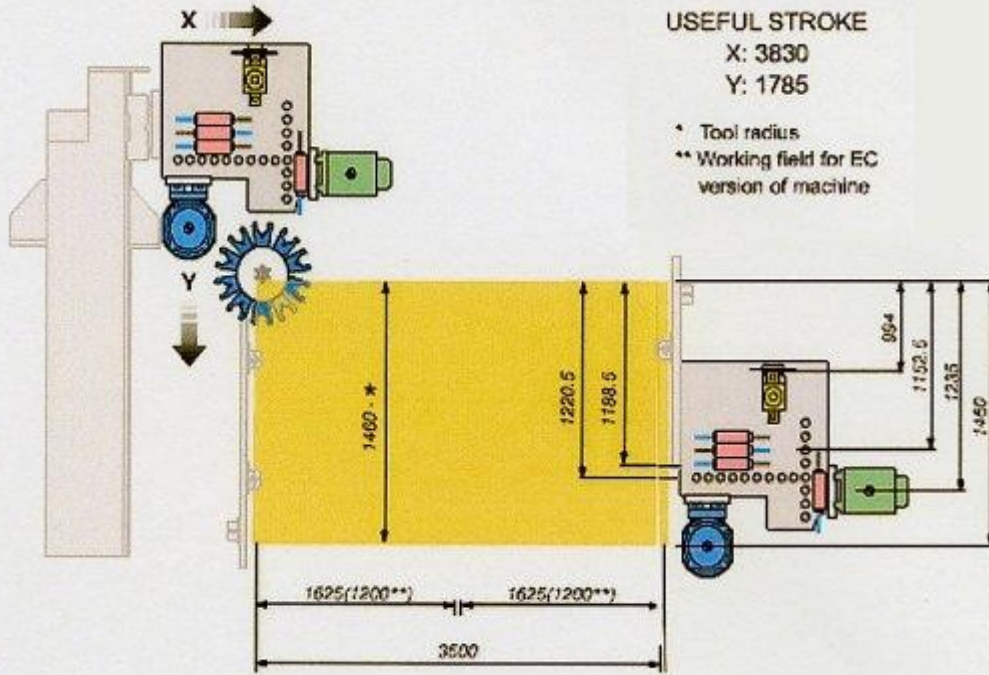 X
USEFUL STROKE
X: 3830
Y: 1785
* Tool radius
** Working field for EC
version of machine
Y
1460 - *
1220.5
1188.5
994
1152.5
1235
1460
1625(1200**)
1625(1200**)
3500